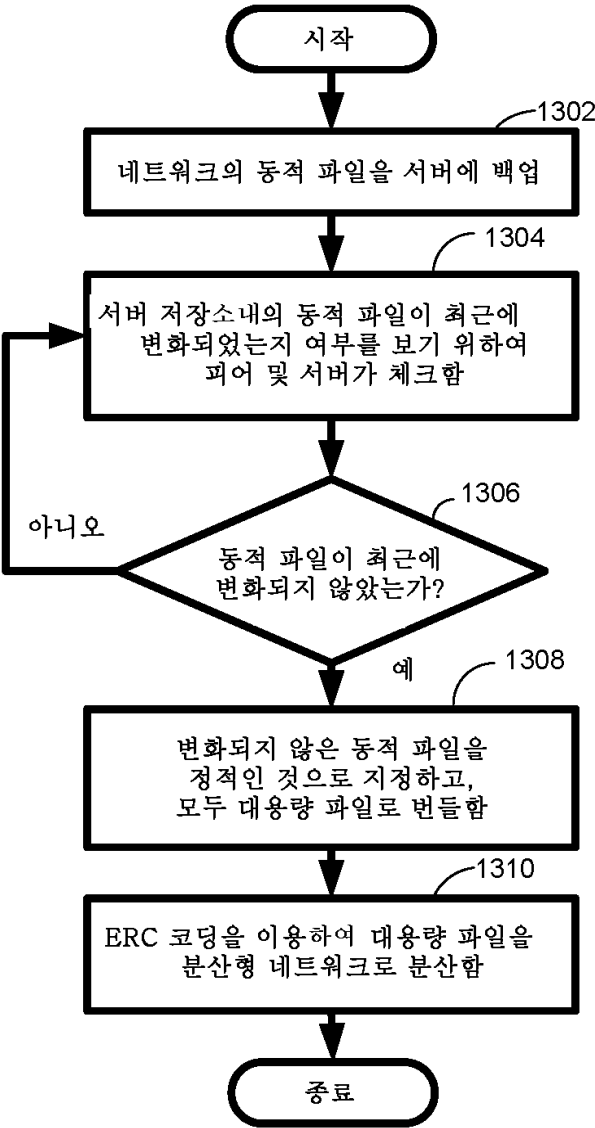 시작
1302
네트워크의 동적 파일을 서버에 백업
1304
서버 저장소내의 동적 파일이 최근에
변화되었는지 여부를 보기 위하여
피어 및 서버가 체크함
1306
동적 파일이 최근에
변화되지 않았는가?
아니오
예
1308
변화되지 않은 동적 파일을
정적인 것으로 지정하고,
모두 대용량 파일로 번들함
1310
ERC 코딩을 이용하여 대용량 파일을
분산형 네트워크로 분산함
종료